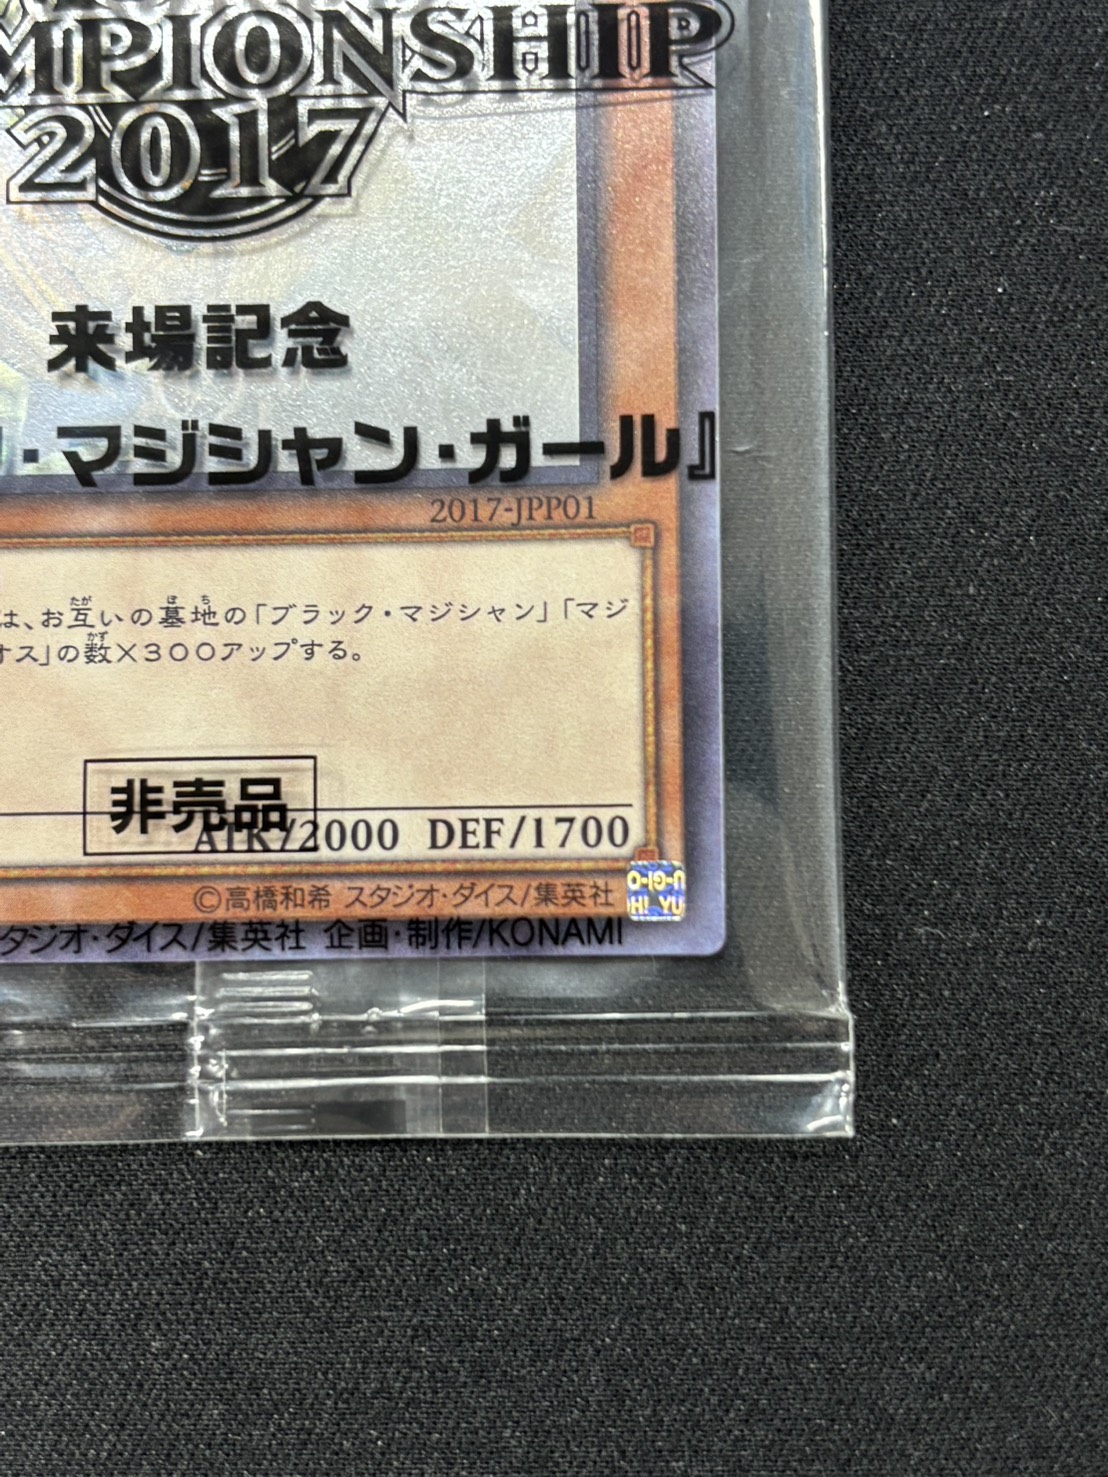 MPIONSHIP
2017
来場記念
・マジシャン・ガール』
2017-JPP01
は、お互いの墓地の「ブラック・マジシャン」「マジ
オス」の数×300アップする。
非売品
ATK/2000 DEF/1700
©高橋和希 スタジオ・ダイス/集英社
タジオ・ダイス/集英社 企画・制作/KONAMI